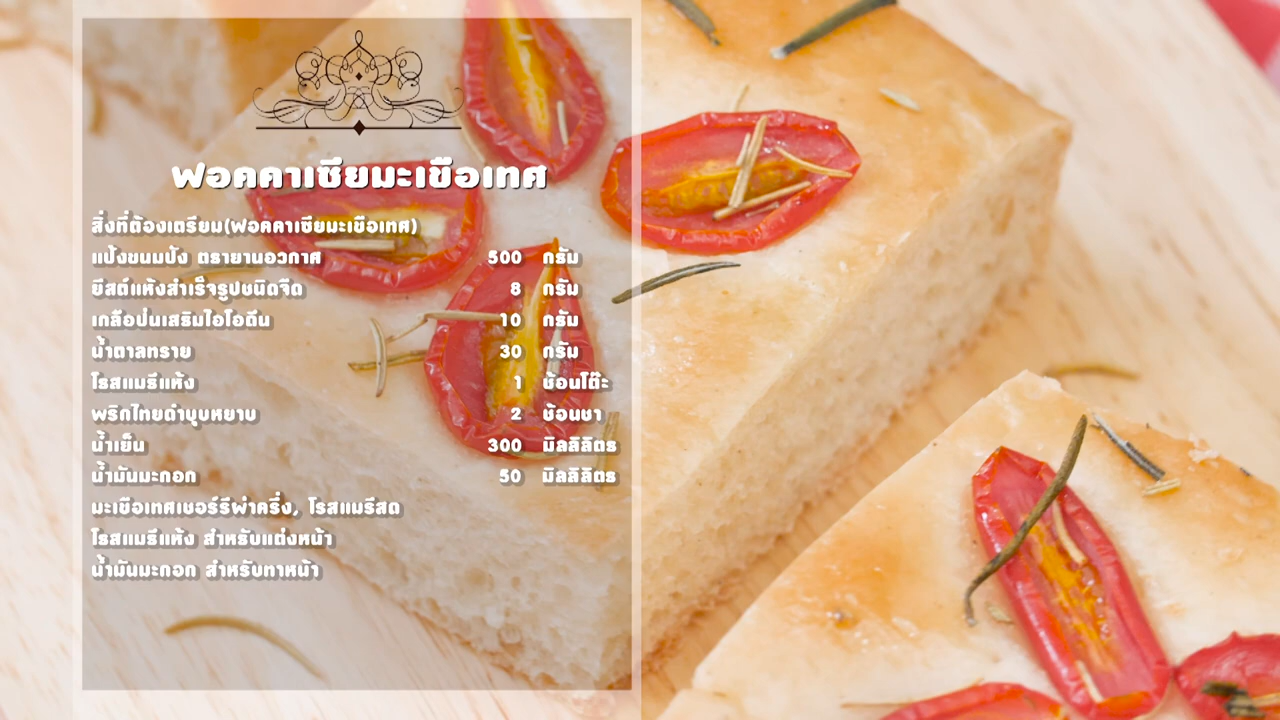 ฟอคคาเซียมะเขือเทศ
สิ่งที่ต้องเตรียม(ฟอคคาเซียมะเขือเทศ)
แป้งขนมปัง ตรายานอวกาศ 500 กรัม
ยีสต์แห้งสำเร็จรูปชนิดจืด 8 กรัม
เกลือป่นเสริมไอโอดีน 10 กรัม
น้ำตาลทราย 30 กรัม
โรสแมรีแห้ง 1 ช้อนโต๊ะ
พริกไทยดำบุบหยาบ 2 ช้อนชา
น้ำเย็น 300 มิลลิลิตร
น้ำมันมะกอก 50 มิลลิลิตร
มะเขือเทศเชอร์รีผ่าครึ่ง, โรสแมรีสด
โรสแมรีแห้ง สำหรับแต่งหน้า
น้ำมันมะกอก สำหรับทาหน้า